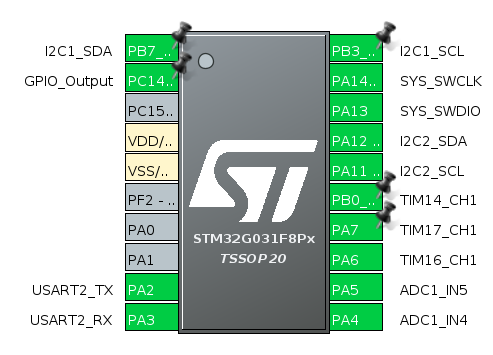 I2C1_SDA PB7_.. PB3_.. I2C1_SCL
GPIO_Output PC14.. PA14.. SYS_SWCLK
PC15.. PA13 SYS_SWDIO
VDD/.. PA12 .. I2C2_SDA
VSS/.. PA11 .. I2C2_SCL
PF2 - .. PB0_.. TIM14_CH1
PA0 PA7 TIM17_CH1
STM32G031F8Px
PA1 PA6 TIM16_CH1
TSSOP20
USART2_TX PA2 PA5 ADC1_IN5
USART2_RX PA3 PA4 ADC1_IN4